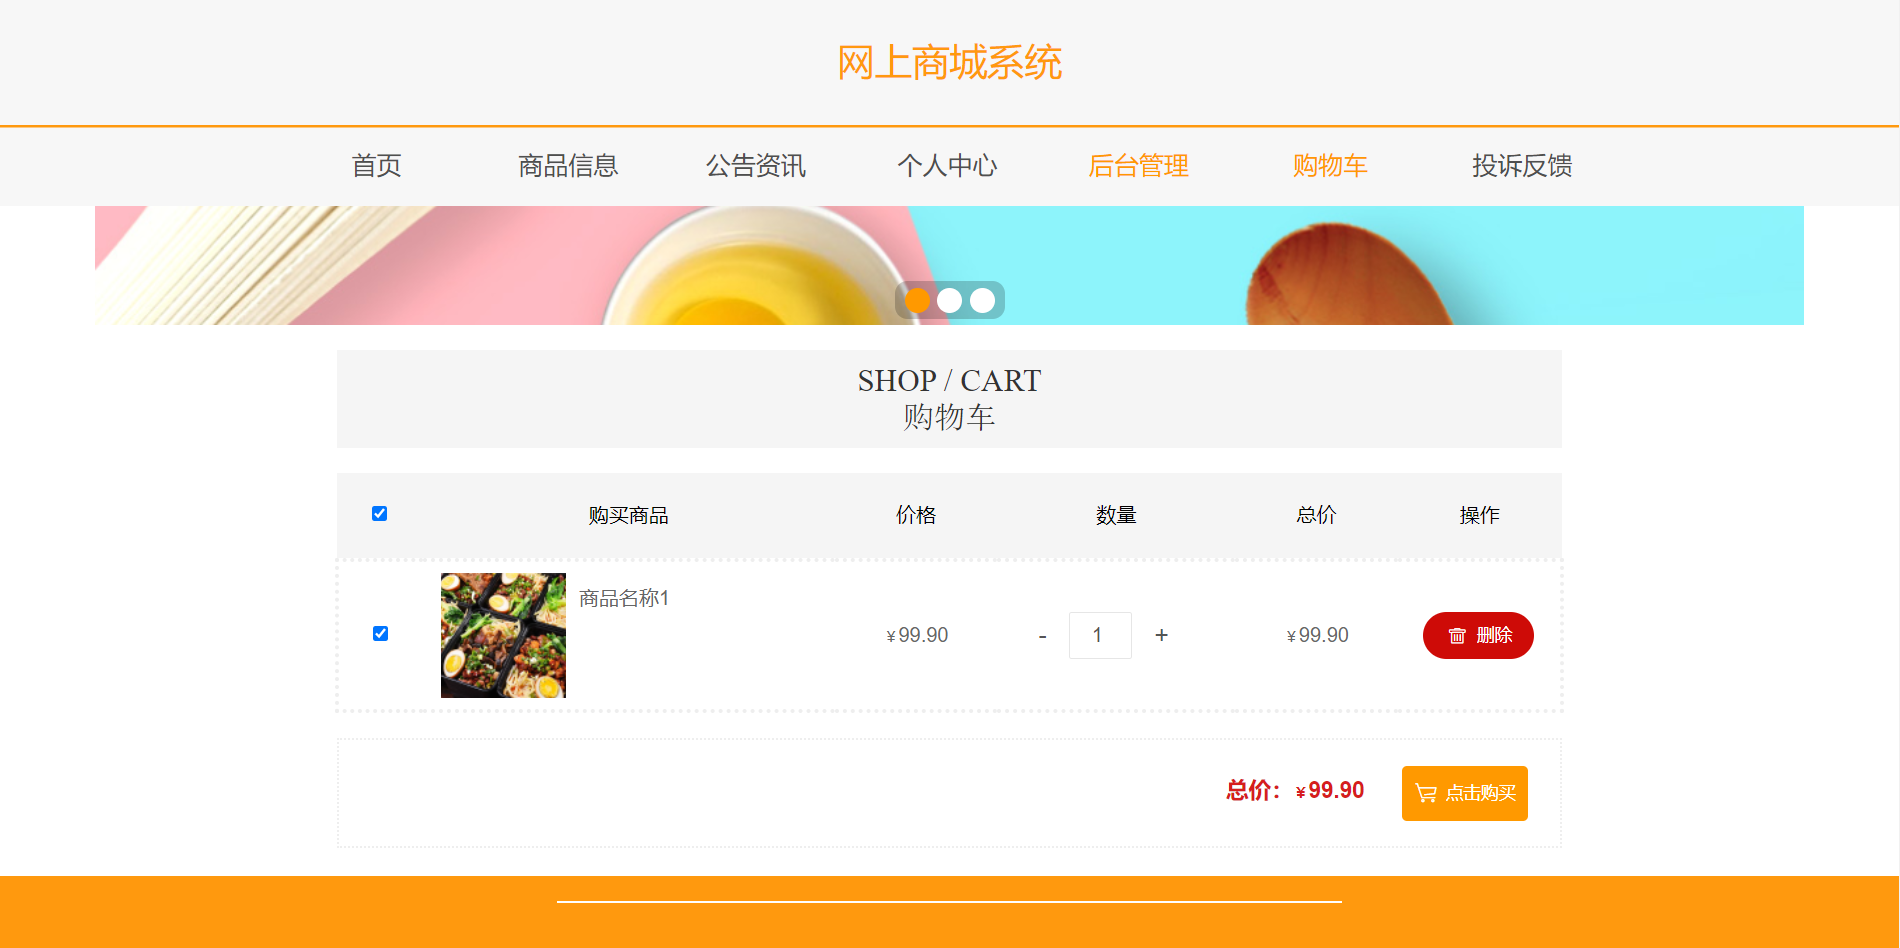 网上商城系统
首页 商品信息 公告资讯 个人中心 后台管理 购物车 投诉反馈
SHOP / CART
购物车
购买商品 价格 数量 总价 操作
商品名称1
¥99.90 - 1 + ¥99.90 删除
总价：¥99.90 点击购买